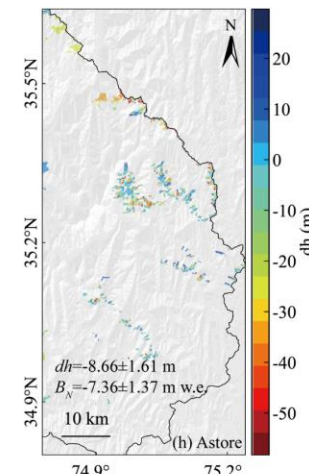 N
35.5°N
35.2°N
34.9°N
dh=-8.66±1.61 m
B_N=-7.36±1.37 m w.e.
10 km
(h) Astore
74.9°
75.2°
20
10
0
-10
-20
-30
-40
-50
dh (m)